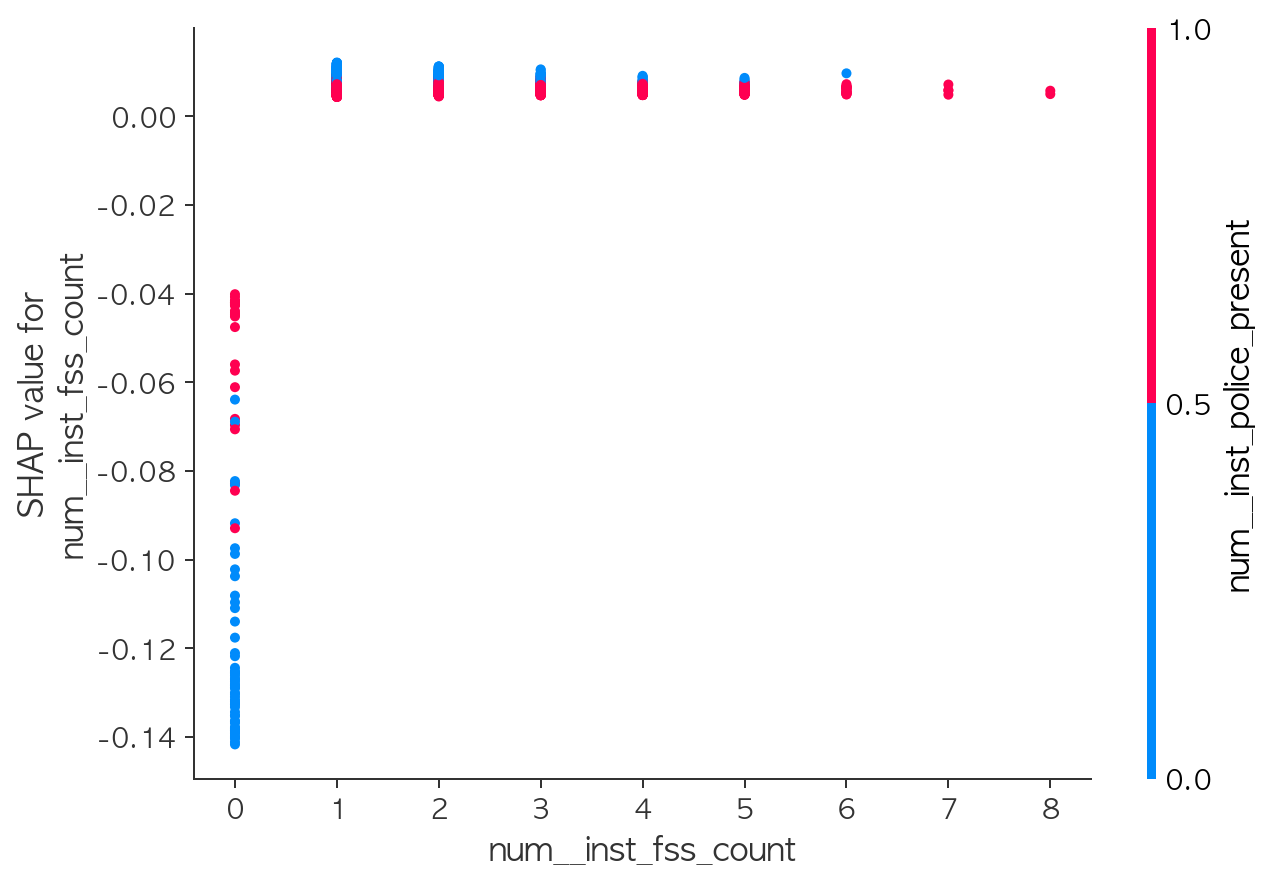 0.00
-0.02
-0.04
-0.06
-0.08
-0.10
-0.12
-0.14
SHAP value for
num__inst_fss_count
0 1 2 3 4 5 6 7 8
num__inst_fss_count
1.0
0.5
0.0
num__inst_police_present